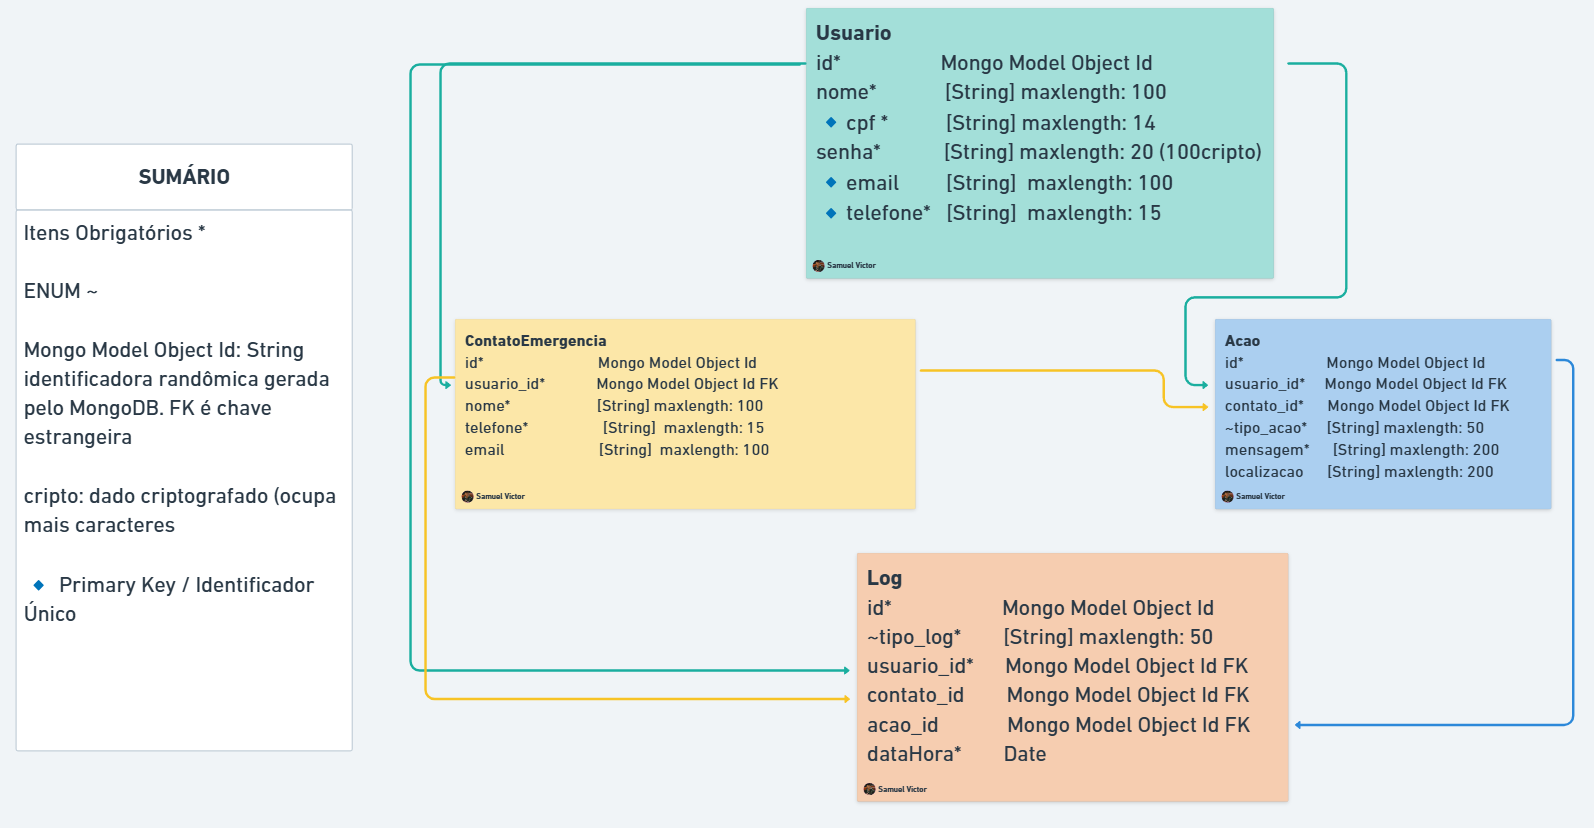 SUMÁRIO
Itens Obrigatórios *
ENUM ~
Mongo Model Object Id: String
identificadora randômica gerada
pelo MongoDB. FK é chave
estrangeira
cripto: dado criptografado (ocupa
mais caracteres
Primary Key / Identificador
Único
Usuario
id* Mongo Model Object Id
nome* [String] maxlength: 100
cpf * [String] maxlength: 14
senha* [String] maxlength: 20 (100cripto)
email [String] maxlength: 100
telefone* [String] maxlength: 15
Samuel Victor
ContatoEmergencia
id* Mongo Model Object Id
usuario_id* Mongo Model Object Id FK
nome* [String] maxlength: 100
telefone* [String] maxlength: 15
email [String] maxlength: 100
Samuel Victor
Acao
id* Mongo Model Object Id
usuario_id* Mongo Model Object Id FK
contato_id* Mongo Model Object Id FK
~tipo_acao* [String] maxlength: 50
mensagem* [String] maxlength: 200
localizacao [String] maxlength: 200
Samuel Victor
Log
id* Mongo Model Object Id
~tipo_log* [String] maxlength: 50
usuario_id* Mongo Model Object Id FK
contato_id Mongo Model Object Id FK
acao_id Mongo Model Object Id FK
dataHora* Date
Samuel Victor